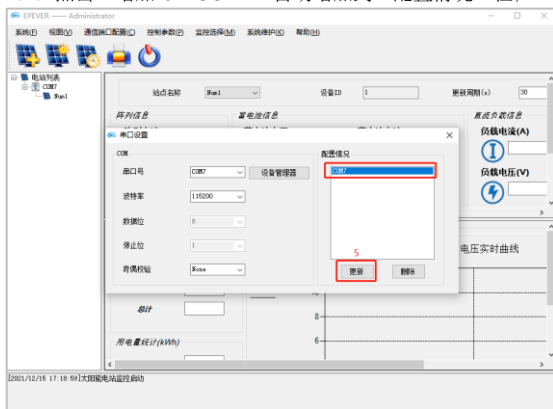 EPEVER —— Administrator
系统(F) 视图(V) 通信端口配置(C) 控制参数(P) 监控选择(M) 系统维护(K) 帮助(H)
电站列表
COM7
Num1
站点名称 Num1 设备ID 1 更新周期(s) 30
阵列信息 蓄电池信息 直流负载信息
负载电流(A)
负载电压(V)
串口设置
COM
串口号 COM7 设备管理器
波特率 115200
数据位 0
停止位 1
奇偶校验 None
配置情况
COM7
5
更新 删除
电压实时曲线
总计
8
6
用电量统计(kWh)
[2021/12/15 17:18:59]太阳能电站监控启动